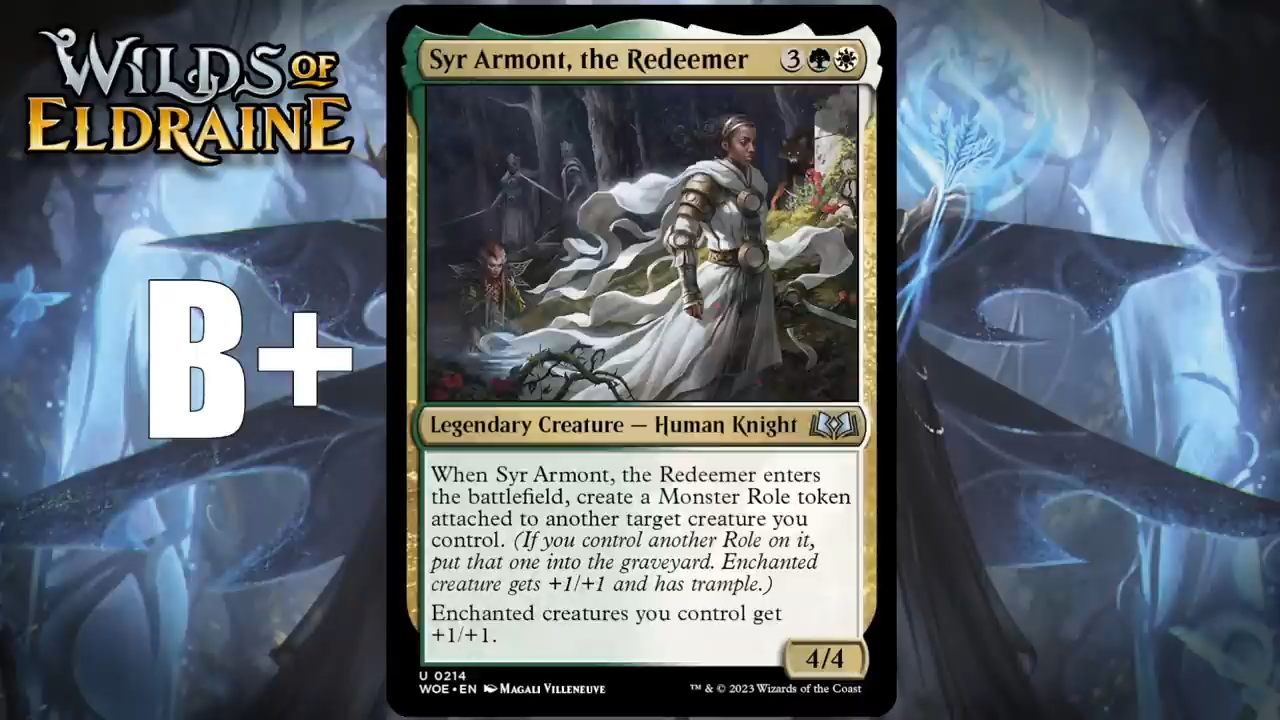 WILDS OF
ELDRAINE
B+
Syr Armont, the Redeemer 3
Legendary Creature — Human Knight
When Syr Armont, the Redeemer enters
the battlefield, create a Monster Role token
attached to another target creature you
control. (If you control another Role on it,
put that one into the graveyard. Enchanted
creature gets +1/+1 and has trample.)
Enchanted creatures you control get
+1/+1.
4/4
U 0214
WOE • EN MAGALI VILLENEUVE
™ & © 2023 Wizards of the Coast